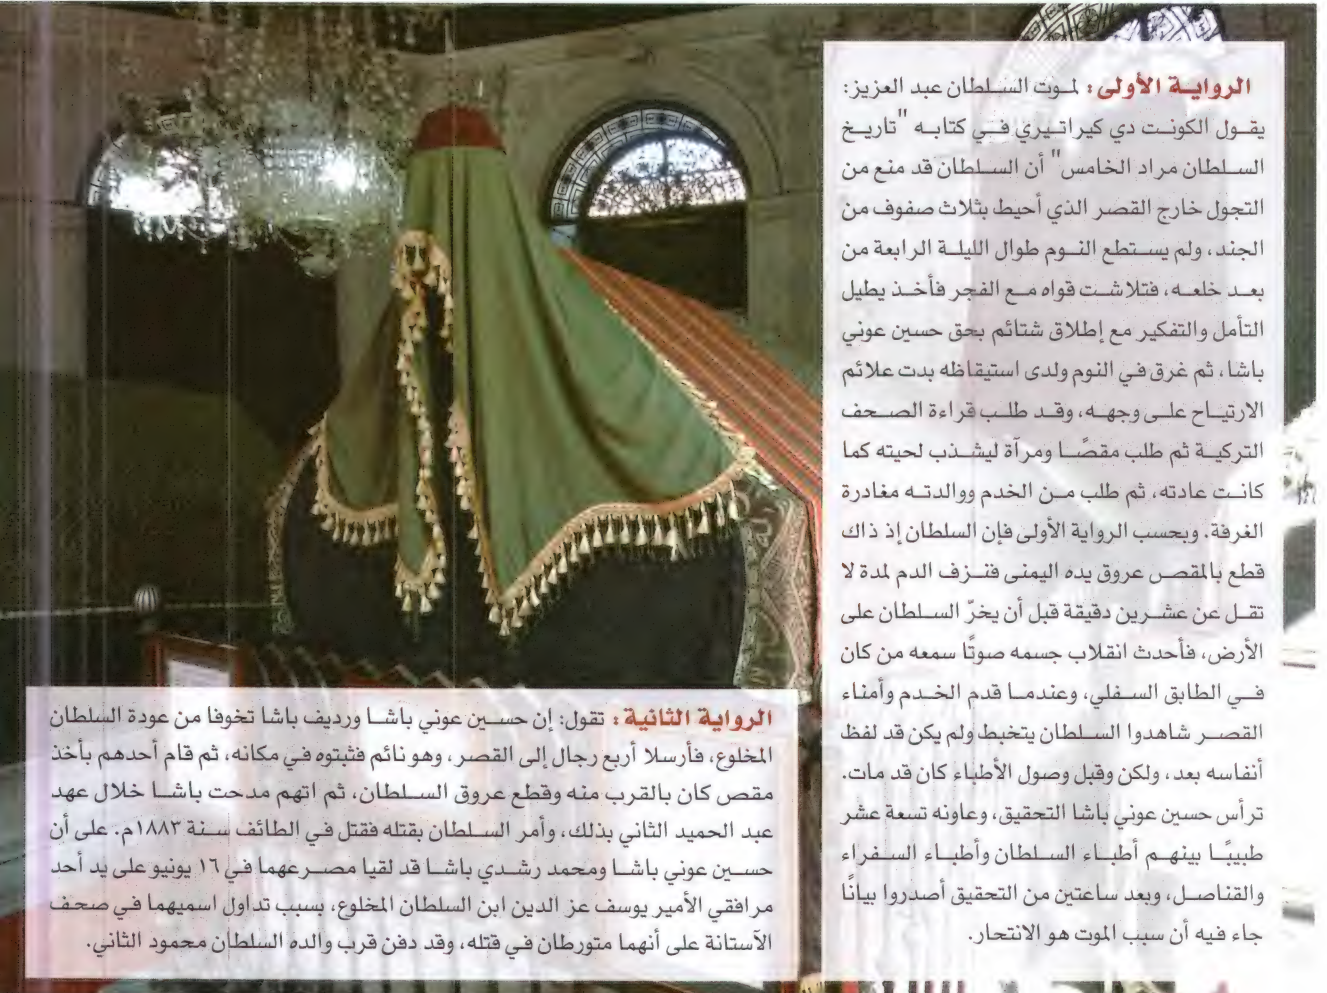 الرواية الأولى: لموت السلطان عبد العزيز:
يقول الكونت دي كيراتيري في كتابه "تاريخ
السلطان مراد الخامس" أن السلطان قد منع من
التجول خارج القصر الذي أحيط بثلاث صفوف من
الجند، ولم يستطع النوم طوال الليلة الرابعة من
بعد خلعه، فتلاشت قواه مع الفجر فأخذ يطيل
التأمل والتفكير مع إطلاق شتائم بحق حسين عوني
باشا، ثم غرق في النوم ولدى استيقاظه بدت علائم
الارتياح على وجهه، وقد طلب قراءة الصحف
التركية ثم طلب مقصًا ومرآة ليشذب لحيته كما
كانت عادته، ثم طلب من الخدم ووالدته مغادرة
الغرفة. وبحسب الرواية الأولى فإن السلطان إذ ذاك
قطع بالمقص عروق يده اليمنى فنزف الدم لمدة لا
تقل عن عشرين دقيقة قبل أن يخرّ السلطان على
الأرض، فأحدث انقلاب جسمه صوتًا سمعه من كان
في الطابق السفلي، وعندما قدم الخدم وأمناء
القصر شاهدوا السلطان يتخبط ولم يكن قد لفظ
أنفاسه بعد، ولكن وقبل وصول الأطباء كان قد مات.
ترأس حسين عوني باشا التحقيق، وعاونه تسعة عشر
طبيبًا بينهم أطباء السلطان وأطباء السفراء
والقناصل، وبعد ساعتين من التحقيق أصدروا بيانًا
جاء فيه أن سبب الموت هو الانتحار.
الرواية الثانية: تقول: إن حسين عوني باشا ورديف باشا تخوفا من عودة السلطان
المخلوع، فأرسلا أربع رجال إلى القصر، وهو نائم فثبتوه في مكانه، ثم قام أحدهم بأخذ
مقص كان بالقرب منه وقطع عروق السلطان، ثم اتهم مدحت باشا خلال عهد
عبد الحميد الثاني بذلك، وأمر السلطان بقتله فقتل في الطائف سنة ١٨٨٣م. على أن
حسين عوني باشا ومحمد رشدي باشا قد لقيا مصرعهما في ١٦ يونيو على يد أحد
مرافقي الأمير يوسف عز الدين ابن السلطان المخلوع، بسبب تداول اسميهما في صحف
الآستانة على أنهما متورطان في قتله، وقد دفن قرب والده السلطان محمود الثاني.